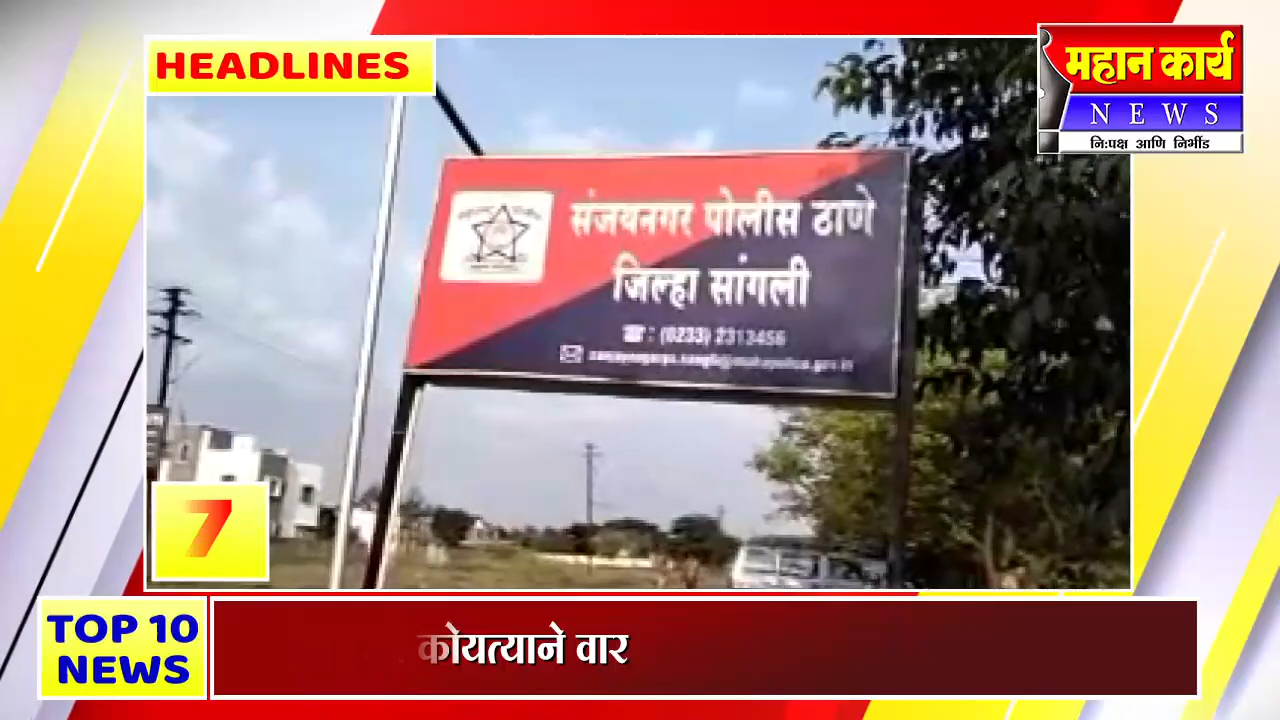 HEADLINES
महान कार्य
NEWS
नि:पक्ष आणि निर्भीड
संजयनगर पोलीस ठाणे
जिल्हा सांगली
☎ : (0233) 2313456
7
TOP 10
NEWS
कोयत्याने वार